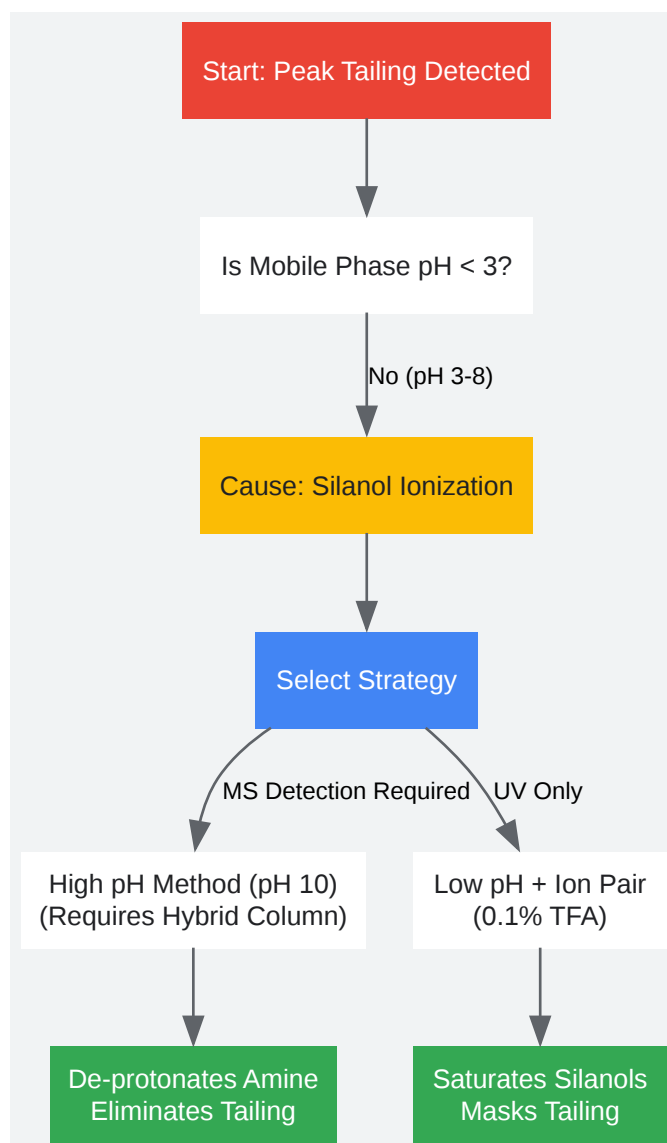 Start: Peak Tailing Detected
Is Mobile Phase pH < 3?
No (pH 3-8)
Cause: Silanol Ionization
Select Strategy
MS Detection Required
UV Only
High pH Method (pH 10)
(Requires Hybrid Column)
Low pH + Ion Pair
(0.1% TFA)
De-protonates Amine
Eliminates Tailing
Saturates Silanols
Masks Tailing